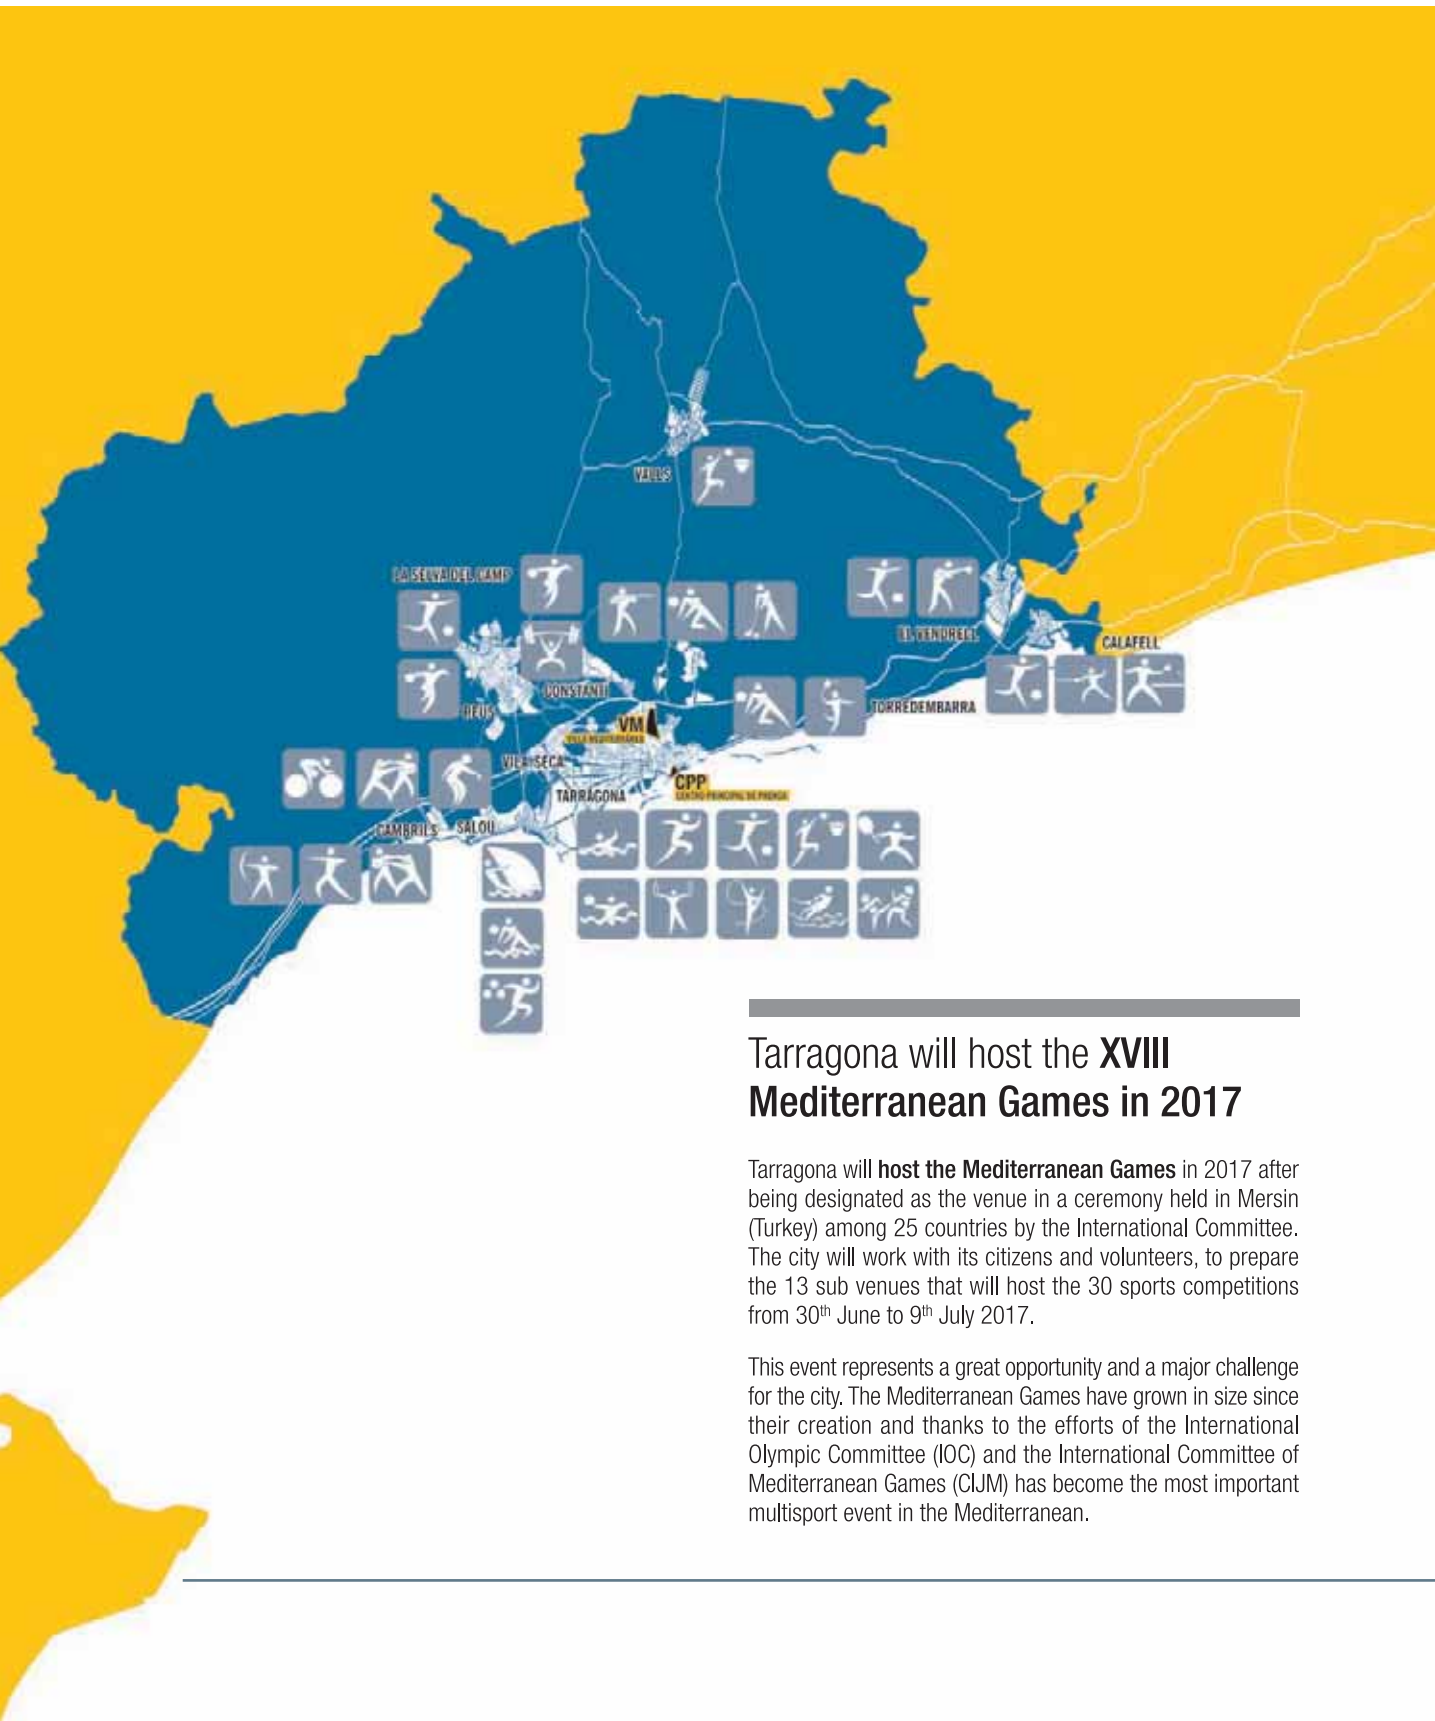 VALLS
LA SELVA DEL CAMP
EL VENDRELL
CALAFELL
CONSTANTÍ
REUS
VM
VILLA MEDITERRÁNEA
TORREDEMBARRA
VILA-SECA
CPP
CENTRO PRINCIPAL DE PRENSA
TARRAGONA
CAMBRILS
SALOU
Tarragona will host the XVIII
Mediterranean Games in 2017
Tarragona will host the Mediterranean Games in 2017 after
being designated as the venue in a ceremony held in Mersin
(Turkey) among 25 countries by the International Committee.
The city will work with its citizens and volunteers, to prepare
the 13 sub venues that will host the 30 sports competitions
from 30th June to 9th July 2017.
This event represents a great opportunity and a major challenge
for the city. The Mediterranean Games have grown in size since
their creation and thanks to the efforts of the International
Olympic Committee (IOC) and the International Committee of
Mediterranean Games (CIJM) has become the most important
multisport event in the Mediterranean.